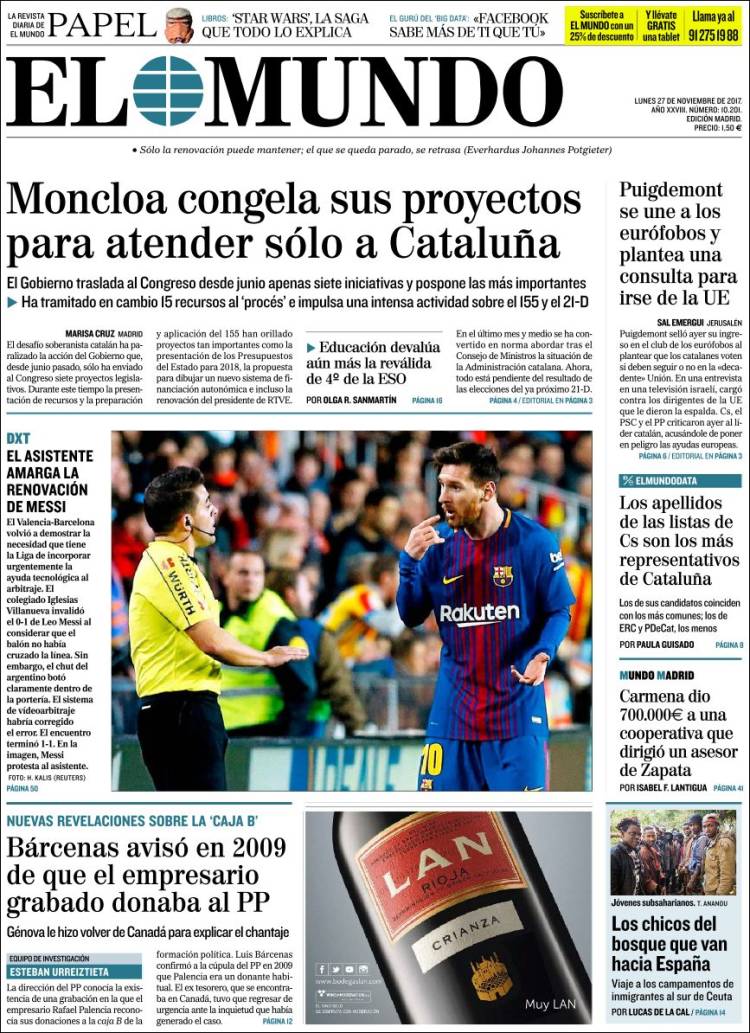 LA REVISTA
DIARIA DE
EL MUNDO
PAPEL
LIBROS: 'STAR WARS', LA SAGA
QUE TODO LO EXPLICA
EL GURÚ DEL 'BIG DATA': «FACEBOOK
SABE MÁS DE TI QUE TÚ»
Suscríbete a
EL MUNDO con un
25% de descuento
Y llévate
GRATIS
una tablet
Llama ya al
91 275 19 88
EL MUNDO
LUNES 27 DE NOVIEMBRE DE 2017.
AÑO XXVIII. NÚMERO: 10.201.
EDICIÓN MADRID.
PRECIO: 1,50 €
• Sólo la renovación puede mantener; el que se queda parado, se retrasa (Everhardus Johannes Potgieter)
Moncloa congela sus proyectos
para atender sólo a Cataluña
El Gobierno traslada al Congreso desde junio apenas siete iniciativas y pospone las más importantes
Ha tramitado en cambio 15 recursos al 'procés' e impulsa una intensa actividad sobre el 155 y el 21-D
MARISA CRUZ MADRID
El desafío soberanista catalán ha pa-
ralizado la acción del Gobierno que,
desde junio pasado, sólo ha enviado
al Congreso siete proyectos legisla-
tivos. Durante este tiempo la presen-
tación de recursos y la preparación
y aplicación del 155 han orillado
proyectos tan importantes como la
presentación de los Presupuestos
del Estado para 2018, la propuesta
para dibujar un nuevo sistema de fi-
nanciación autonómica e incluso la
renovación del presidente de RTVE.
Educación devalúa
aún más la reválida
de 4º de la ESO
POR OLGA R. SANMARTÍN PÁGINA 16
En el último mes y medio se ha con-
vertido en norma abordar tras el
Consejo de Ministros la situación de
la Administración catalana. Ahora,
todo está pendiente del resultado de
las elecciones del ya próximo 21-D.
PÁGINA 4 / EDITORIAL EN PÁGINA 3
Puigdemont
se une a los
eurófobos y
plantea una
consulta para
irse de la UE
SAL EMERGUI JERUSALÉN
Puigdemont selló ayer su ingre-
so en el club de los eurófobos al
plantear que los catalanes voten
si deben seguir o no en la «deca-
dente» Unión. En una entrevista
en una televisión israelí, cargó
contra los dirigentes de la UE
que le dieron la espalda. Cs, el
PSC y el PP criticaron ayer al lí-
der catalán, acusándole de poner
en peligro las ayudas europeas.
PÁGINA 6 / EDITORIAL EN PÁGINA 3
DXT
EL ASISTENTE
AMARGA LA
RENOVACIÓN
DE MESSI
El Valencia-Barcelona
volvió a demostrar la
necesidad que tiene
la Liga de incorporar
urgentemente la
ayuda tecnológica al
arbitraje. El
colegiado Iglesias
Villanueva invalidó
el 0-1 de Leo Messi al
considerar que el
balón no había
cruzado la línea. Sin
embargo, el chut del
argentino botó
claramente dentro de
la portería. El sistema
de videoarbitraje
habría corregido
el error. El encuentro
terminó 1-1. En la
imagen, Messi
protesta al asistente.
FOTO: H. KALIS (REUTERS)
PÁGINA 50
WÜRTH
Rakuten
beko
10
% ELMUNDODATA
Los apellidos
de las listas de
Cs son los más
representativos
de Cataluña
Los de sus candidatos coinciden
con los más comunes; los de
ERC y PDeCat, los menos
POR PAULA GUISADO PÁGINA 8
MUNDO MADRID
Carmena dio
700.000€ a una
cooperativa que
dirigió un asesor
de Zapata
POR ISABEL F. LANTIGUA PÁGINA 41
NUEVAS REVELACIONES SOBRE LA 'CAJA B'
Bárcenas avisó en 2009
de que el empresario
grabado donaba al PP
Génova le hizo volver de Canadá para explicar el chantaje
EQUIPO DE INVESTIGACIÓN
ESTEBAN URREIZTIETA
La dirección del PP conocía la existen-
cia de una grabación en la que el
empresario Rafael Palencia recono-
cía sus donaciones a la caja B de la
formación política. Luis Bárcenas
confirmó a la cúpula del PP en 2009
que Palencia era un donante habi-
tual. El ex tesorero, que se encontra-
ba en Canadá, tuvo que regresar de
urgencia ante la inquietud que había
generado el caso. PÁGINA 12
LAN
RIOJA
CRIANZA
www.bodegaslan.com
Muy LAN
Jóvenes subsaharianos. T. ANANOU
Los chicos del
bosque que van
hacia España
Viaje a los campamentos de
inmigrantes al sur de Ceuta
POR LUCAS DE LA CAL / PÁGINA 14